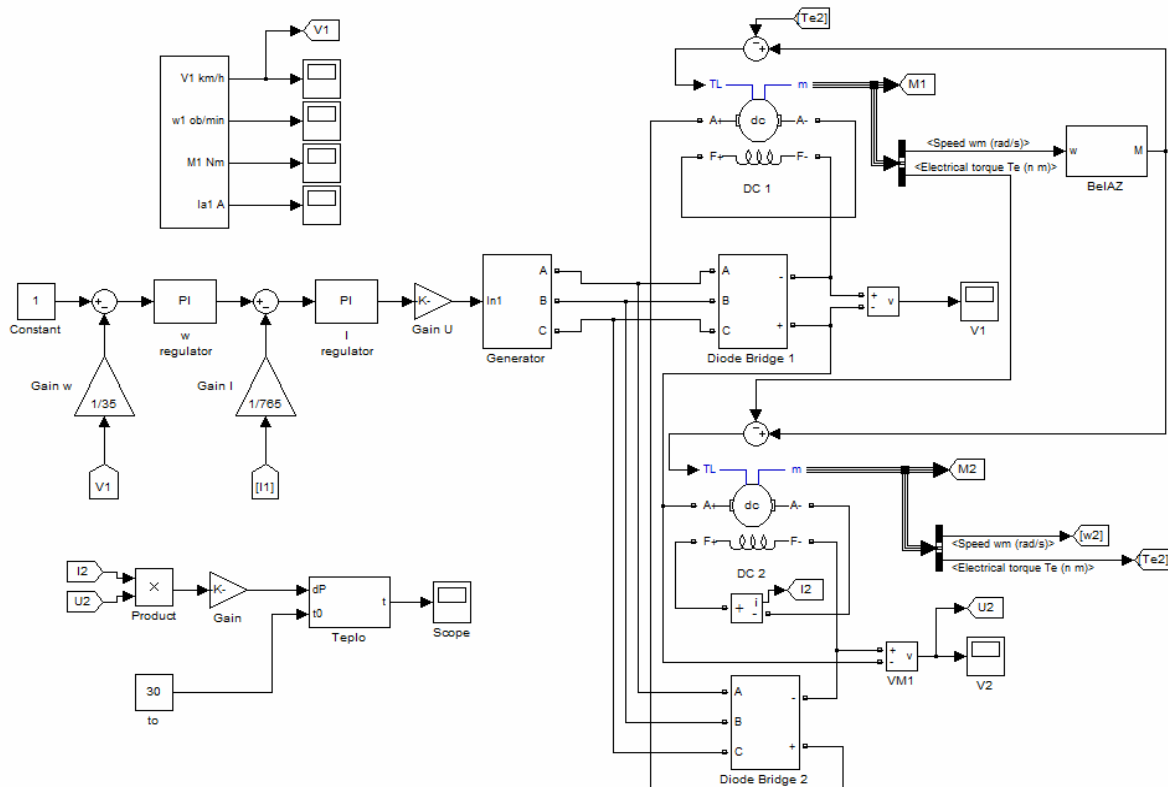 [Te2]
V1
V1 km/h
w1 ob/min
M1 Nm
Ia1 A
TL
m
M1
A+
dc
A-
F+
F-
DC 1
<Speed wm (rad/s)>
<Electrical torque Te (n m)>
w
M
BelAZ
1
Constant
PI
w
regulator
PI
I
regulator
K-
Gain U
In1
A
B
C
Generator
A
B
C
-
+
Diode Bridge 1
+
-
v
V1
Gain w
1/35
V1
Gain I
1/765
[I1]
TL
m
M2
A+
dc
A-
F+
F-
DC 2
<Speed wm (rad/s)>
[w2]
<Electrical torque Te (n m)>
[Te2]
+
i
-
I2
I2
U2
×
Product
K-
Gain
dP
t0
t
Teplo
Scope
30
to
U2
+
-
v
VM1
V2
A
B
C
-
+
Diode Bridge 2